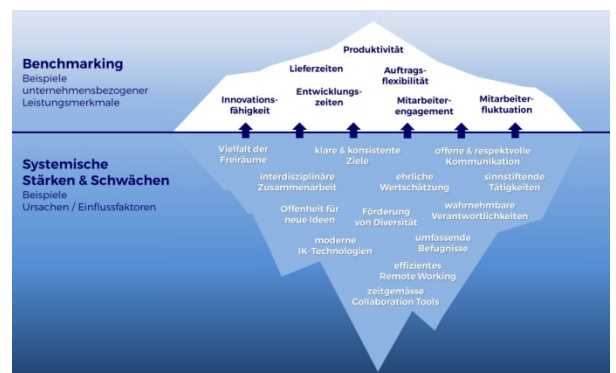 Benchmarking
Beispiele
unternehmensbezogener
Leistungsmerkmale
Produktivität
Lieferzeiten
Auftrags-
flexibilität
Innovations-
fähigkeit
Entwicklungs-
zeiten
Mitarbeiter-
engagement
Mitarbeiter-
fluktuation
Systemische
Stärken & Schwächen
Beispiele
Ursachen / Einflussfaktoren
Vielfalt der
Freiräume
klare & konsistente
Ziele
offene & respektvolle
Kommunikation
interdisziplinäre
Zusammenarbeit
ehrliche
Wertschätzung
sinnstiftende
Tätigkeiten
Offenheit für
neue Ideen
Förderung
von Diversität
wahrnehmbare
Verantwortlichkeiten
moderne
IK-Technologien
umfassende
Befugnisse
effizientes
Remote Working
zeitgemässe
Collaboration Tools